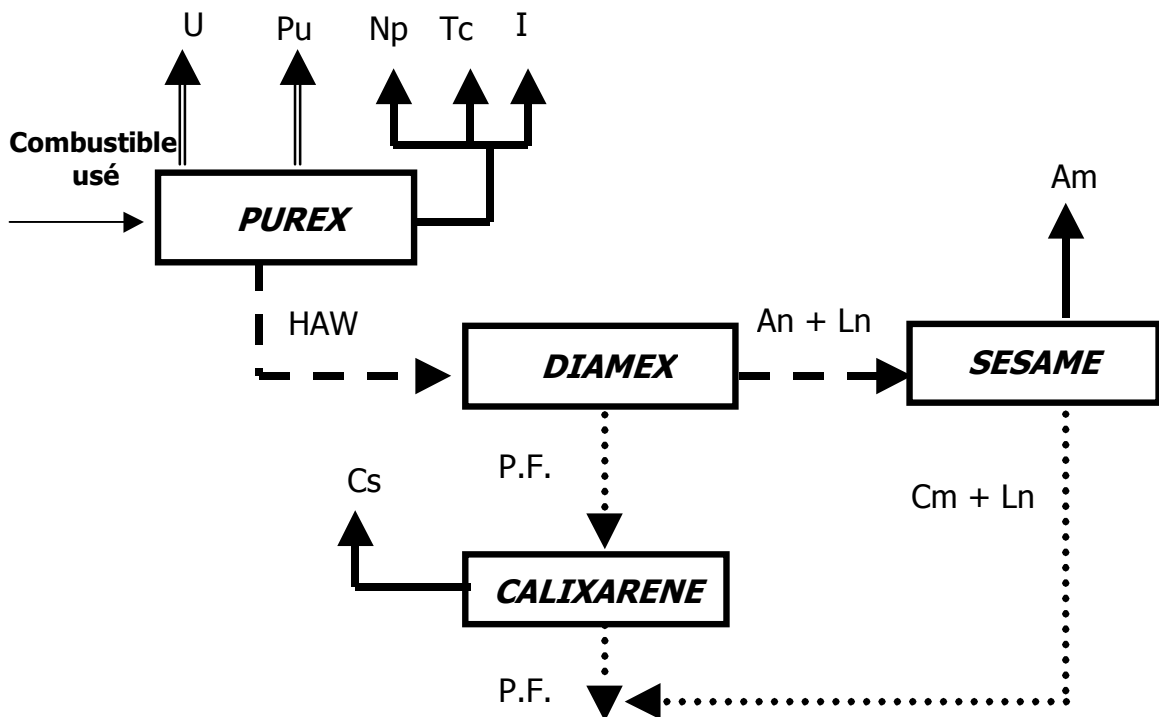 U Pu Np Tc I
Combustible
usé
PUREX
Am
HAW
An + Ln
DIAMEX
SESAME
P.F.
Cs
Cm + Ln
CALIXARENE
P.F.